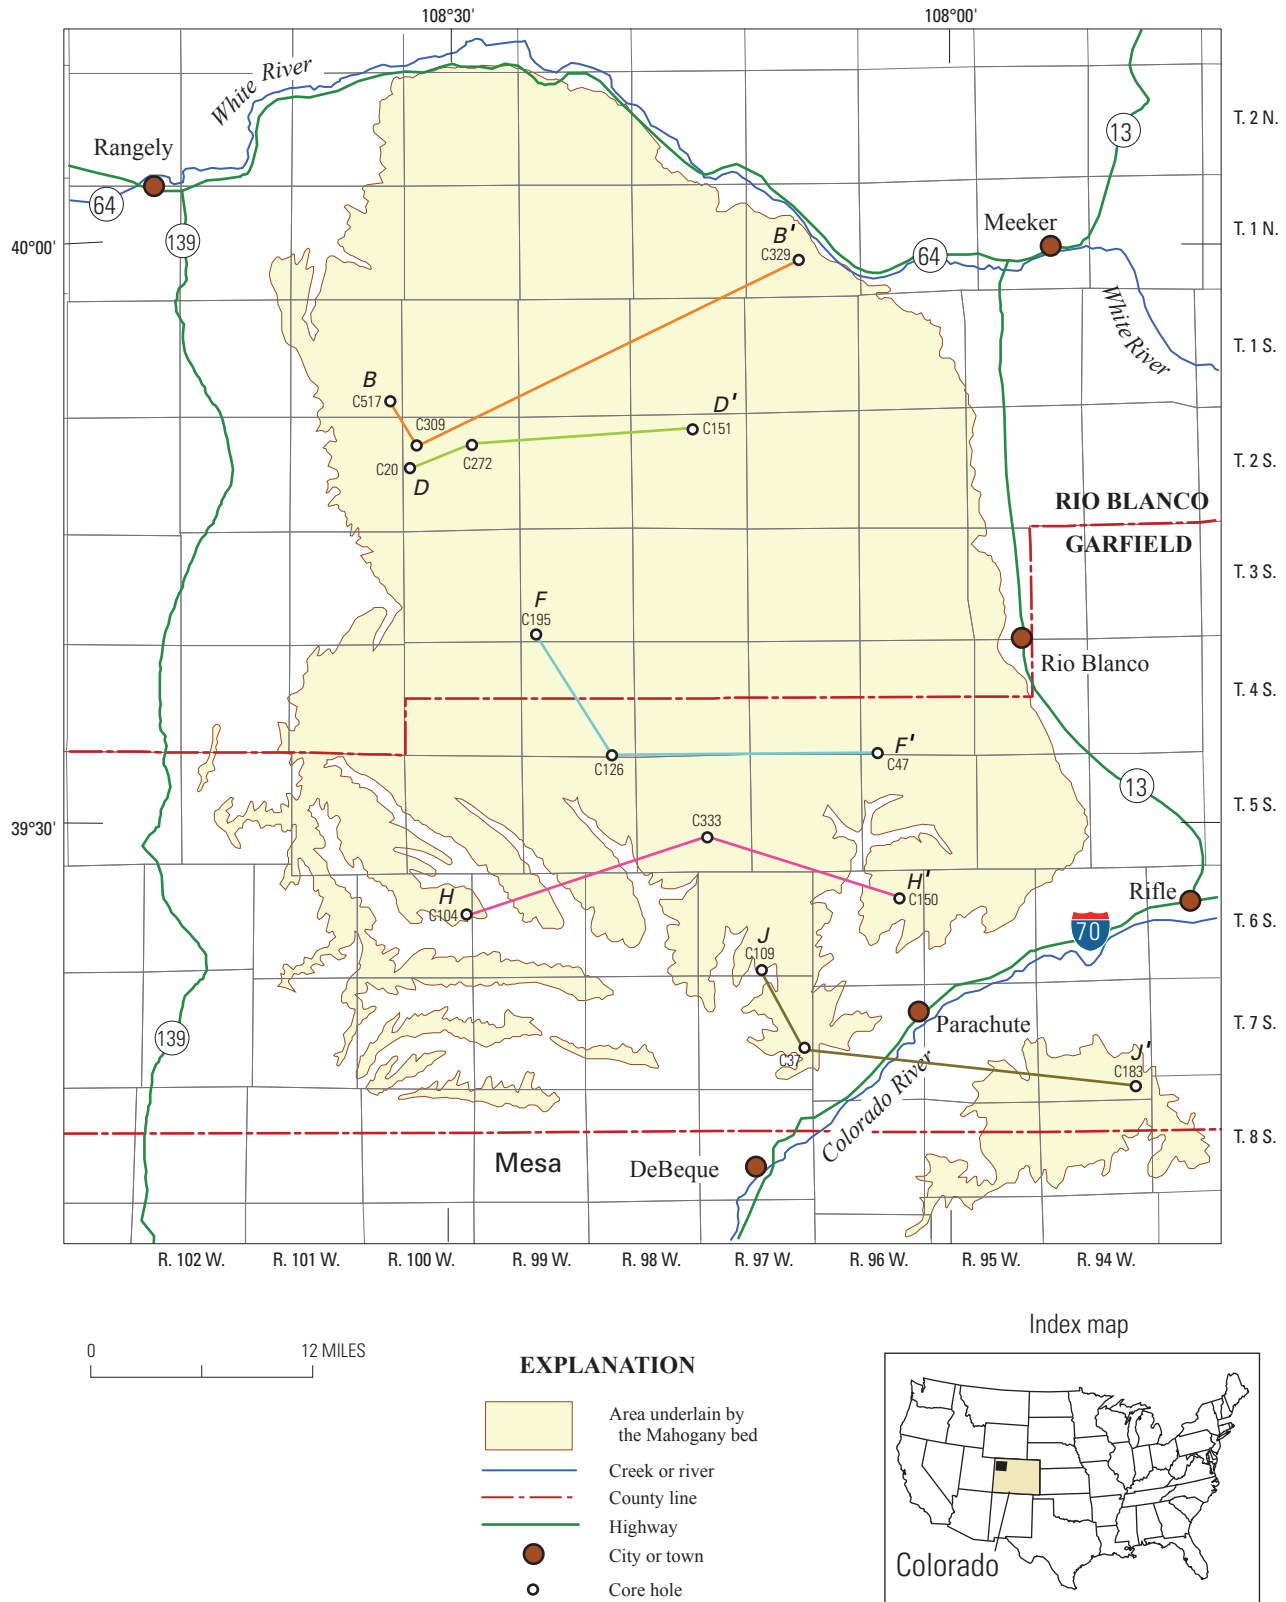 108°30'
108°00'
White River
T. 2 N.
13
Rangely
64
Meeker
T. 1 N.
B'
139
40°00'
C329
64
White River
T. 1 S.
B
C517
D'
C309
C151
C20
C272
T. 2 S.
D
RIO BLANCO
GARFIELD
T. 3 S.
F
C195
Rio Blanco
T. 4 S.
F'
C126
C47
13
T. 5 S.
39°30'
C333
H'
Rifle
H
C150
C104
T. 6 S.
70
J
C109
T. 7 S.
Parachute
139
C37
J'
C183
Colorado River
T. 8 S.
Mesa
DeBeque
R. 102 W.
R. 101 W.
R. 100 W.
R. 99 W.
R. 98 W.
R. 97 W.
R. 96 W.
R. 95 W.
R. 94 W.
0
12 MILES
EXPLANATION
Area underlain by
the Mahogany bed
Creek or river
County line
Highway
City or town
Core hole
Index map
Colorado